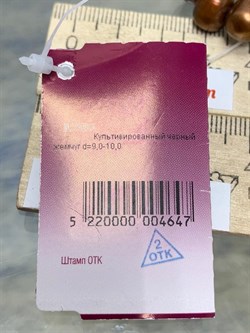 Культивированный черный
жемчуг d=9,0-10,0
5 220000 004647
2
ОТК
Штамп ОТК